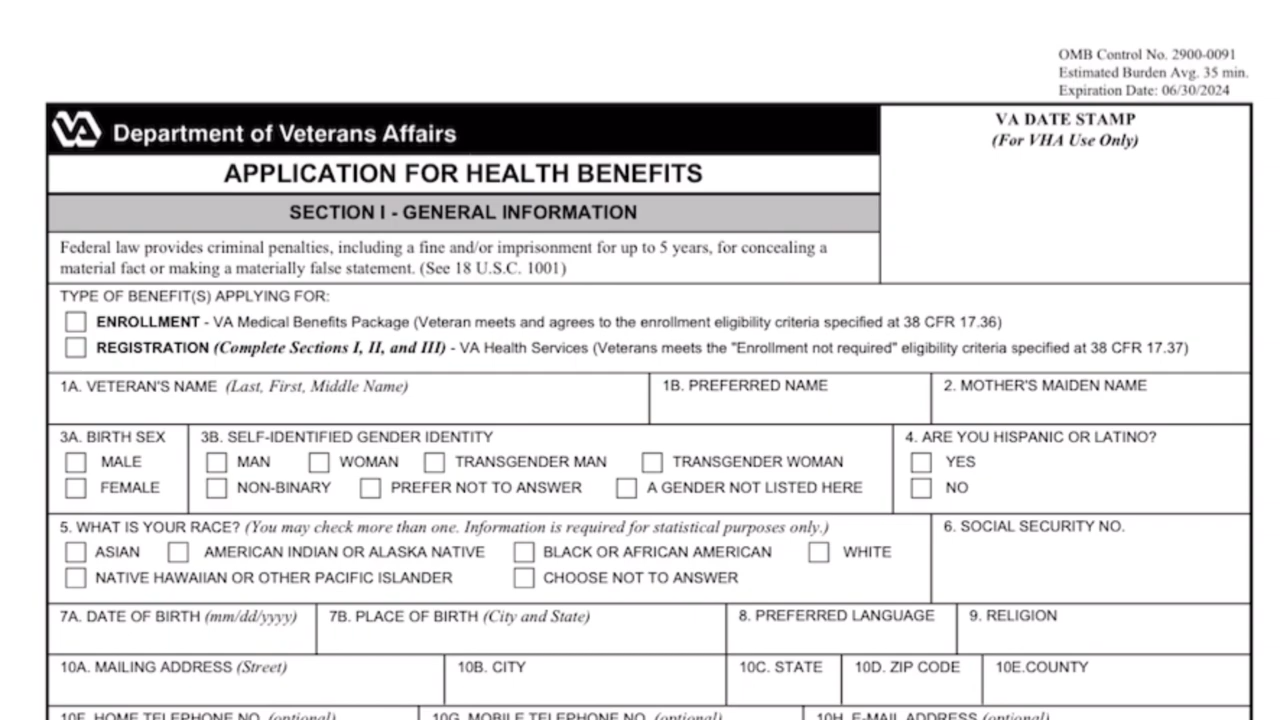 OMB Control No. 2900-0091
Estimated Burden Avg. 35 min.
Expiration Date: 06/30/2024
VA Department of Veterans Affairs
VA DATE STAMP
(For VHA Use Only)
APPLICATION FOR HEALTH BENEFITS
SECTION I - GENERAL INFORMATION
Federal law provides criminal penalties, including a fine and/or imprisonment for up to 5 years, for concealing a
material fact or making a materially false statement. (See 18 U.S.C. 1001)
TYPE OF BENEFIT(S) APPLYING FOR:
ENROLLMENT - VA Medical Benefits Package (Veteran meets and agrees to the enrollment eligibility criteria specified at 38 CFR 17.36)
REGISTRATION (Complete Sections I, II, and III) - VA Health Services (Veterans meets the "Enrollment not required" eligibility criteria specified at 38 CFR 17.37)
1A. VETERAN'S NAME (Last, First, Middle Name) 1B. PREFERRED NAME 2. MOTHER'S MAIDEN NAME
3A. BIRTH SEX 3B. SELF-IDENTIFIED GENDER IDENTITY 4. ARE YOU HISPANIC OR LATINO?
MALE MAN WOMAN TRANSGENDER MAN TRANSGENDER WOMAN YES
FEMALE NON-BINARY PREFER NOT TO ANSWER A GENDER NOT LISTED HERE NO
5. WHAT IS YOUR RACE? (You may check more than one. Information is required for statistical purposes only.) 6. SOCIAL SECURITY NO.
ASIAN AMERICAN INDIAN OR ALASKA NATIVE BLACK OR AFRICAN AMERICAN WHITE
NATIVE HAWAIIAN OR OTHER PACIFIC ISLANDER CHOOSE NOT TO ANSWER
7A. DATE OF BIRTH (mm/dd/yyyy) 7B. PLACE OF BIRTH (City and State) 8. PREFERRED LANGUAGE 9. RELIGION
10A. MAILING ADDRESS (Street) 10B. CITY 10C. STATE 10D. ZIP CODE 10E.COUNTY
10F. HOME TELEPHONE NO. (optional) 10G. MOBILE TELEPHONE NO. (optional) 10H. E-MAIL ADDRESS (optional)